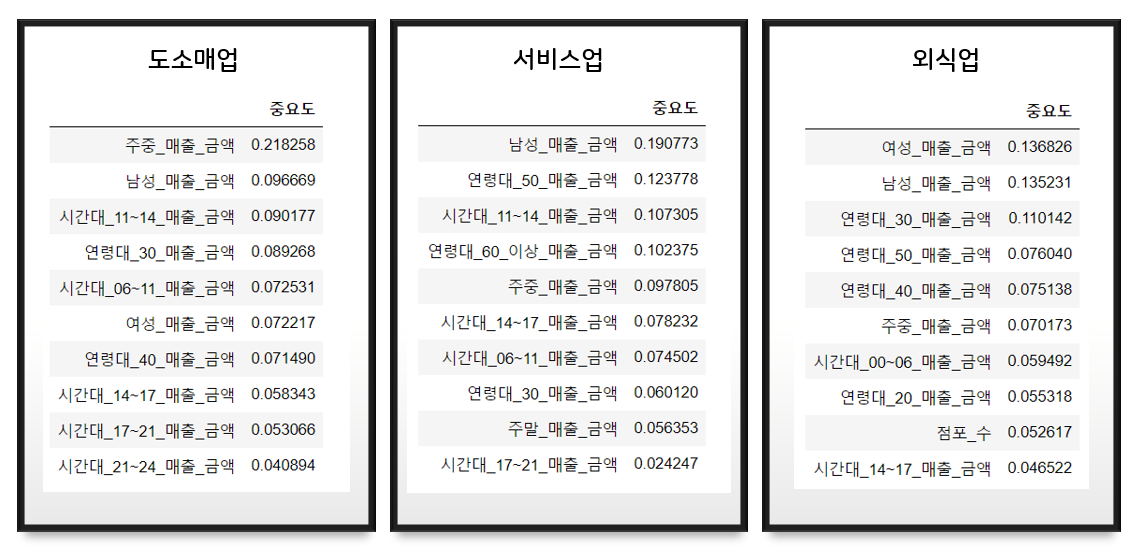 도소매업
중요도
주중_매출_금액 0.218258
남성_매출_금액 0.096669
시간대_11~14_매출_금액 0.090177
연령대_30_매출_금액 0.089268
시간대_06~11_매출_금액 0.072531
여성_매출_금액 0.072217
연령대_40_매출_금액 0.071490
시간대_14~17_매출_금액 0.058343
시간대_17~21_매출_금액 0.053066
시간대_21~24_매출_금액 0.040894
서비스업
중요도
남성_매출_금액 0.190773
연령대_50_매출_금액 0.123778
시간대_11~14_매출_금액 0.107305
연령대_60_이상_매출_금액 0.102375
주중_매출_금액 0.097805
시간대_14~17_매출_금액 0.078232
시간대_06~11_매출_금액 0.074502
연령대_30_매출_금액 0.060120
주말_매출_금액 0.056353
시간대_17~21_매출_금액 0.024247
외식업
중요도
여성_매출_금액 0.136826
남성_매출_금액 0.135231
연령대_30_매출_금액 0.110142
연령대_50_매출_금액 0.076040
연령대_40_매출_금액 0.075138
주중_매출_금액 0.070173
시간대_00~06_매출_금액 0.059492
연령대_20_매출_금액 0.055318
점포_수 0.052617
시간대_14~17_매출_금액 0.046522